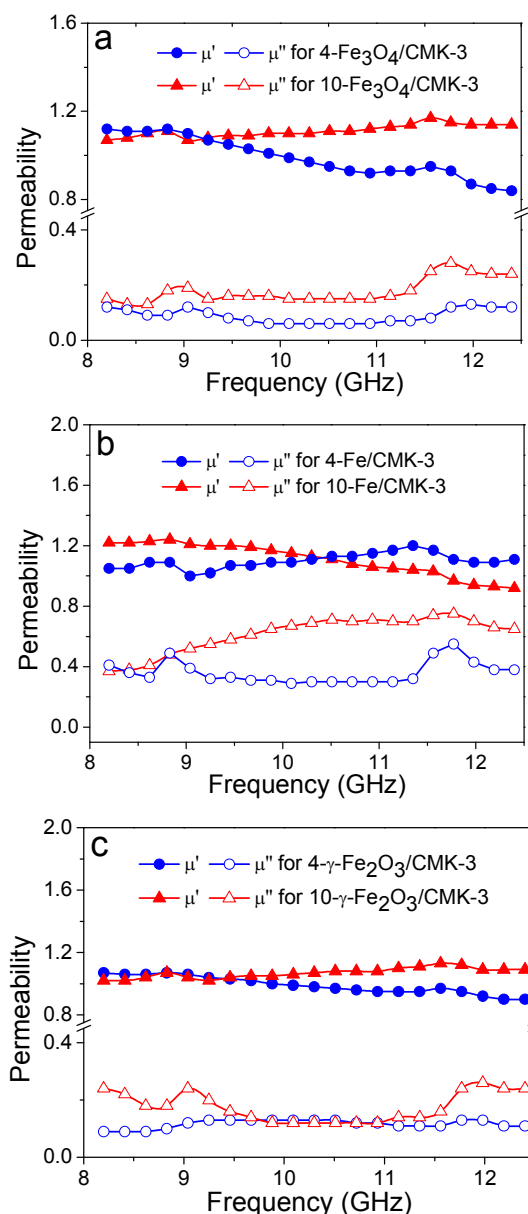 a
1.6
μ' μ" for 4-Fe3O4/CMK-3
μ' μ" for 10-Fe3O4/CMK-3
1.2
0.8
0.4
0.0
Permeability
8 9 10 11 12
Frequency (GHz)
b
2.0
μ' μ" for 4-Fe/CMK-3
μ' μ" for 10-Fe/CMK-3
1.6
1.2
0.8
0.4
0.0
Permeability
8 9 10 11 12
Frequency (GHz)
c
2.0
μ' μ" for 4-γ-Fe2O3/CMK-3
μ' μ" for 10-γ-Fe2O3/CMK-3
1.6
1.2
0.8
0.4
0.0
Permeability
8 9 10 11 12
Frequency (GHz)